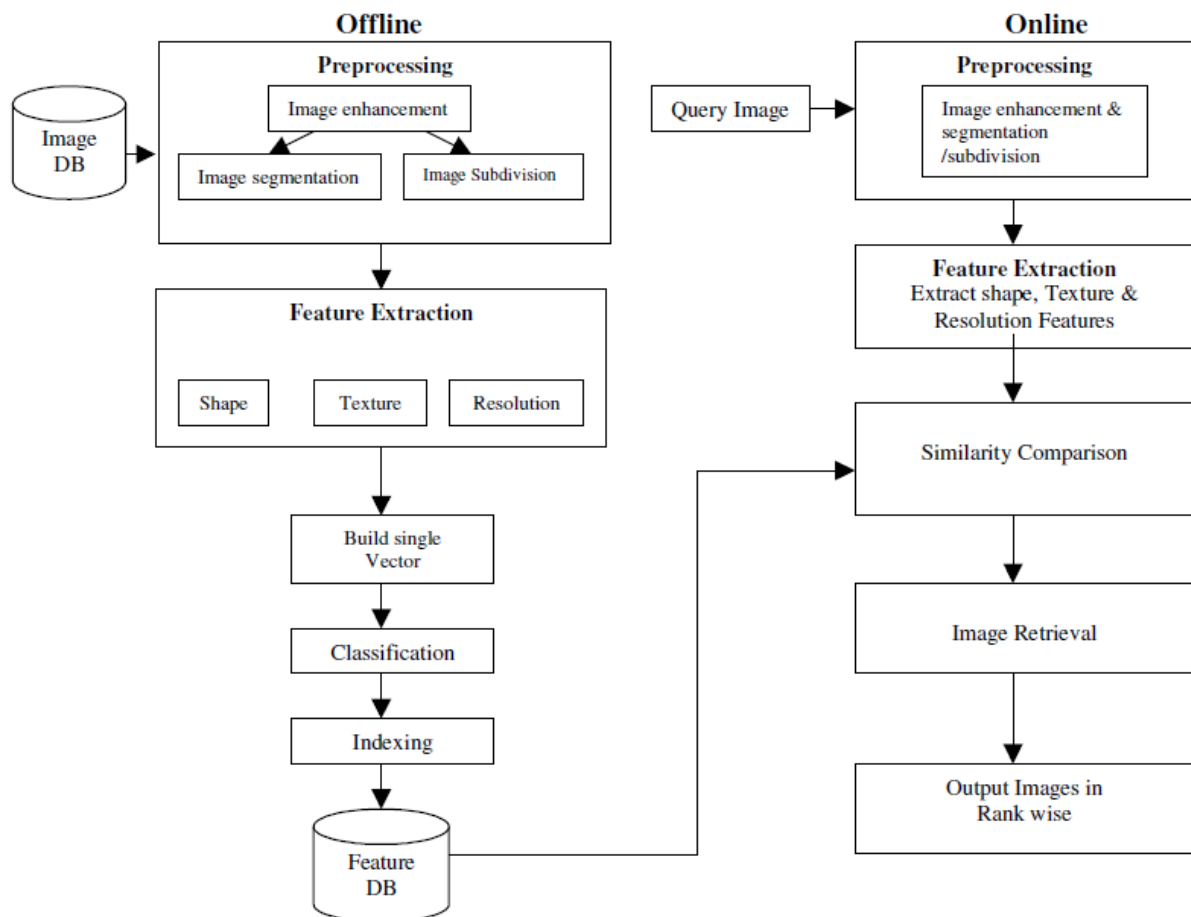 Offline
Preprocessing
Image enhancement
Image segmentation
Image Subdivision
Image
DB
Feature Extraction
Shape
Texture
Resolution
Build single
Vector
Classification
Indexing
Feature
DB
Online
Query Image
Preprocessing
Image enhancement &
segmentation
/subdivision
Feature Extraction
Extract shape, Texture &
Resolution Features
Similarity Comparison
Image Retrieval
Output Images in
Rank wise